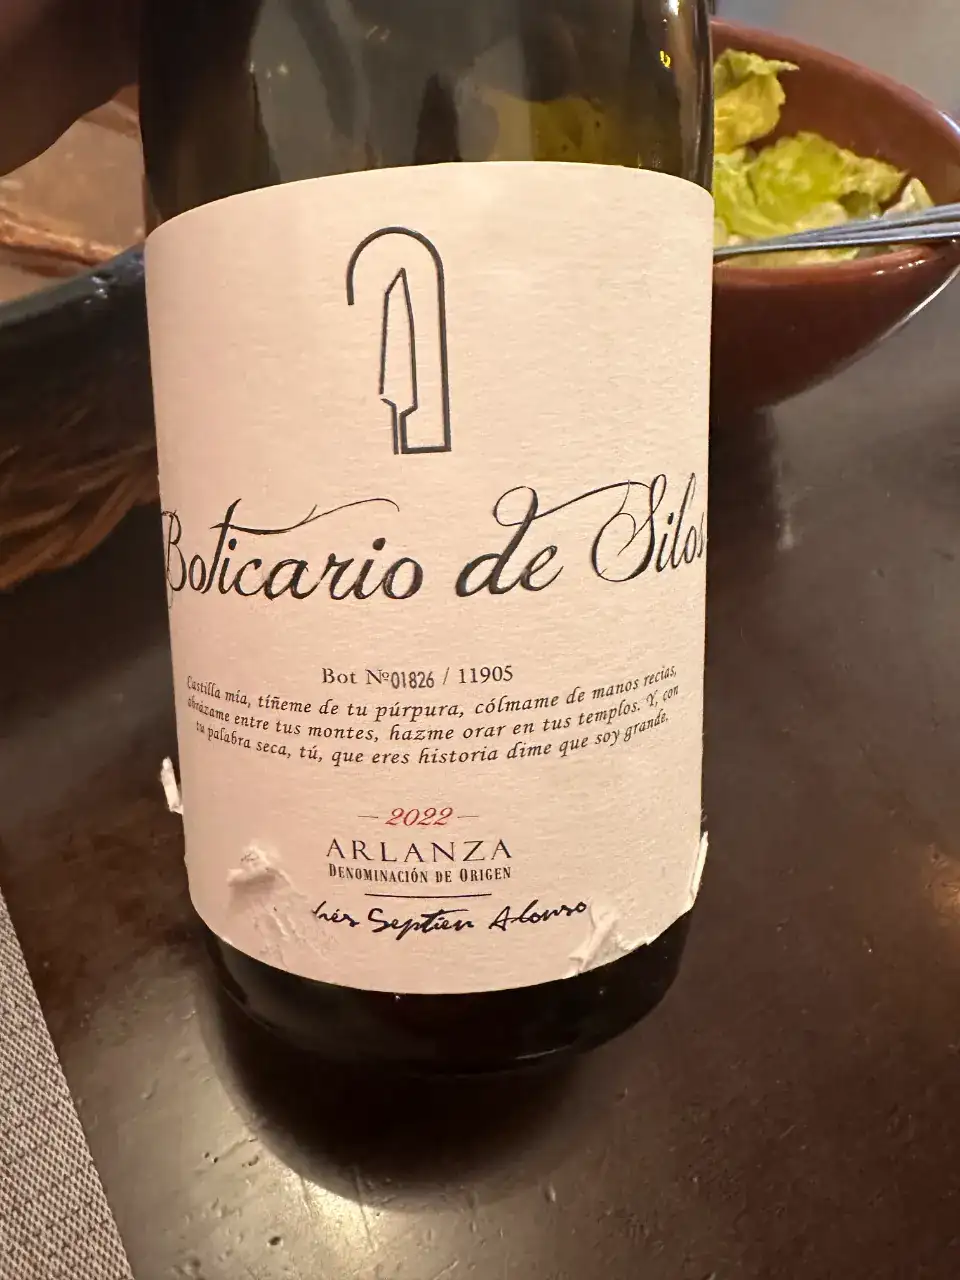 Boticario de Silos
Bot Nº 01826 / 11905
Castilla mía, tíñeme de tu púrpura, cólmame de manos recias,
abrázame entre tus montes, hazme orar en tus templos. Y, con
tu palabra seca, tú, que eres historia dime que soy grande.
2022
ARLANZA
DENOMINACIÓN DE ORIGEN
Septien Alonso